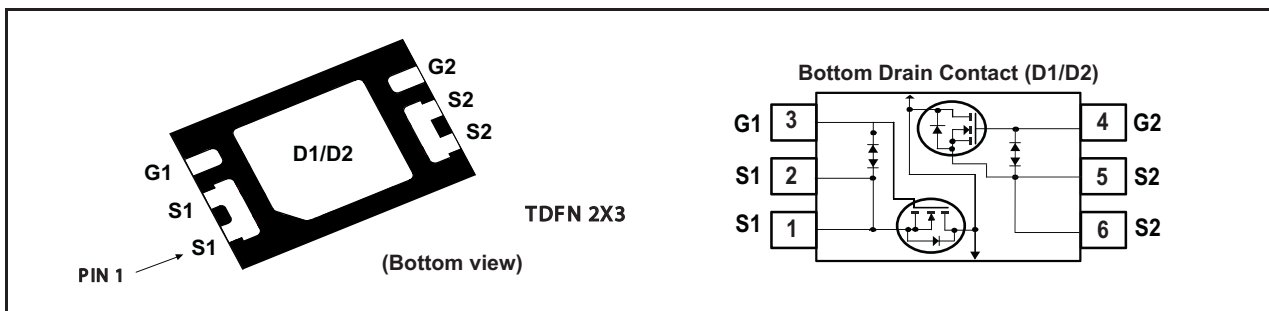 G2
S2
S2
D1/D2
G1
S1
S1
PIN 1
TDFN 2X3
(Bottom view)
Bottom Drain Contact (D1/D2)
G1 3 4 G2
S1 2 5 S2
S1 1 6 S2